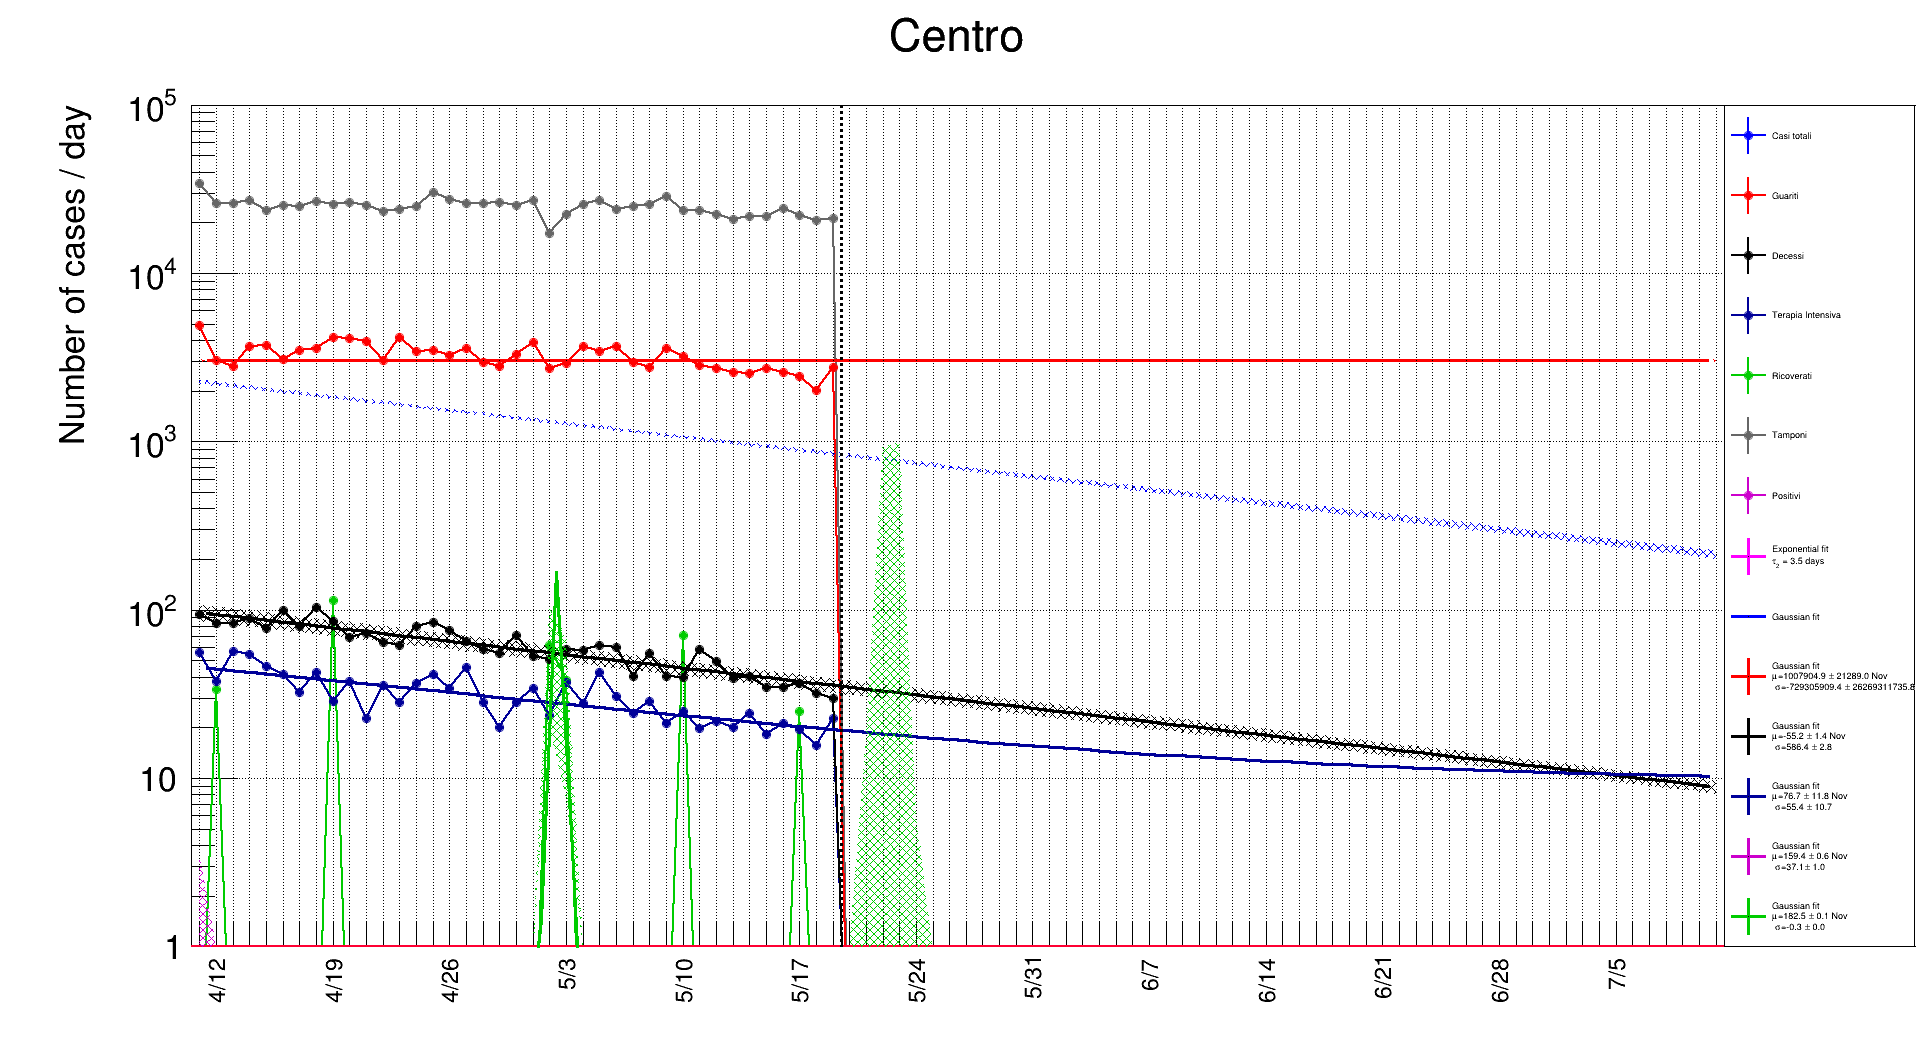 Centro
Number of cases / day
10^5
10^4
10^3
10^2
10
1
4/12
4/19
4/26
5/3
5/10
5/17
5/24
5/31
6/7
6/14
6/21
6/28
7/5
Casi totali
Guariti
Decessi
Terapia Intensiva
Ricoverati
Tamponi
Positivi
Exponential fit
τ_2 = 3.5 days
Gaussian fit
Gaussian fit
μ=1007904.9 ± 21289.0 Nov
σ=-729305909.4 ± 26269311735.8
Gaussian fit
μ=-55.2 ± 1.4 Nov
σ=586.4 ± 2.8
Gaussian fit
μ=76.7 ± 11.8 Nov
σ=55.4 ± 10.7
Gaussian fit
μ=159.4 ± 0.6 Nov
σ=37.1 ± 1.0
Gaussian fit
μ=182.5 ± 0.1 Nov
σ=-0.3 ± 0.0